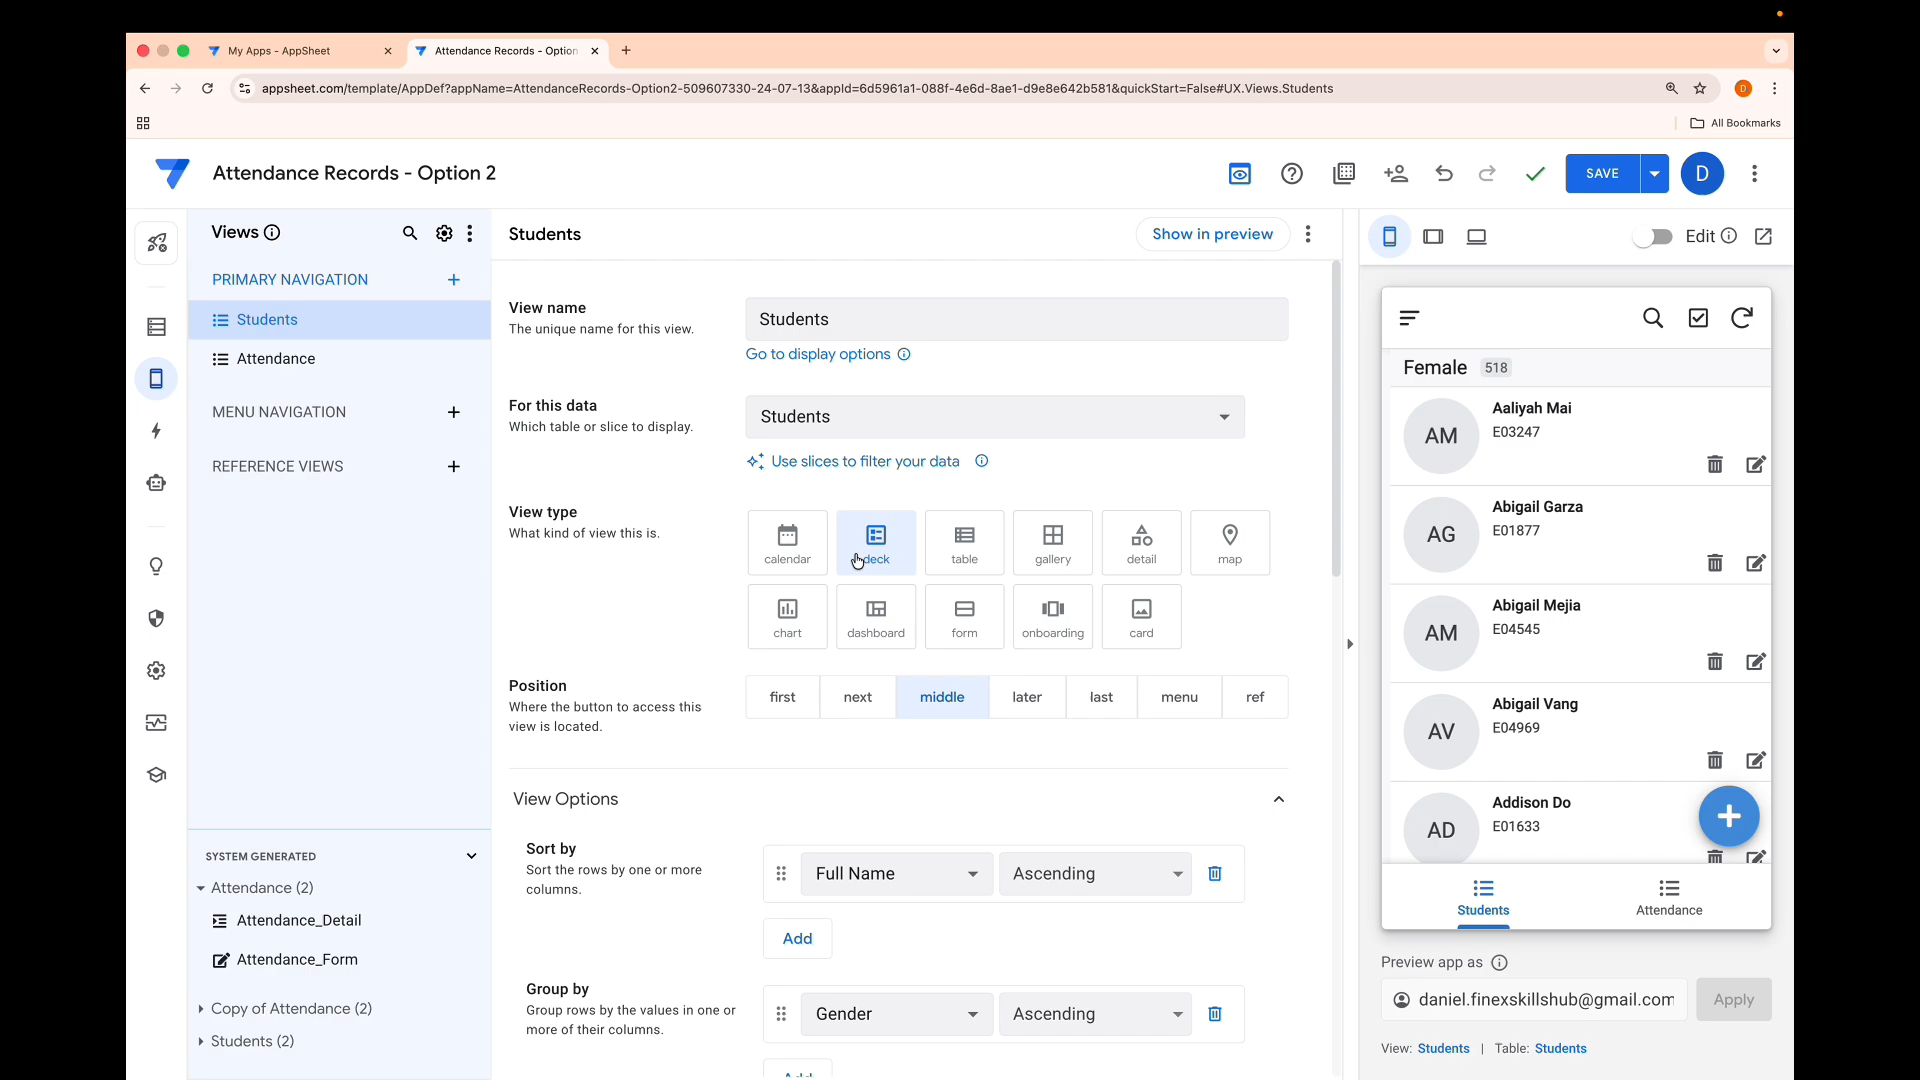 My Apps - AppSheet
Attendance Records - Option
appsheet.com/template/AppDef?appName=AttendanceRecords-Option2-509607330-24-07-13&appId=6d5961a1-088f-4e6d-8ae1-d9e8e642b581&quickStart=False#UX.Views.Students
D
All Bookmarks
Attendance Records - Option 2
SAVE
D
Views
PRIMARY NAVIGATION
Students
Attendance
MENU NAVIGATION
REFERENCE VIEWS
SYSTEM GENERATED
Attendance (2)
Attendance_Detail
Attendance_Form
Copy of Attendance (2)
Students (2)
Students
Show in preview
View name
The unique name for this view.
Students
Go to display options
For this data
Which table or slice to display.
Students
Use slices to filter your data
View type
What kind of view this is.
calendar
deck
table
gallery
detail
map
chart
dashboard
form
onboarding
card
Position
Where the button to access this
view is located.
first
next
middle
later
last
menu
ref
View Options
Sort by
Sort the rows by one or more
columns.
Full Name
Ascending
Add
Group by
Group rows by the values in one or
more of their columns.
Gender
Ascending
Add
Edit
Female 518
AM
Aaliyah Mai
E03247
AG
Abigail Garza
E01877
AM
Abigail Mejia
E04545
AV
Abigail Vang
E04969
AD
Addison Do
E01633
Students
Attendance
Preview app as
daniel.finexskillshub@gmail.com
Apply
View: Students | Table: Students